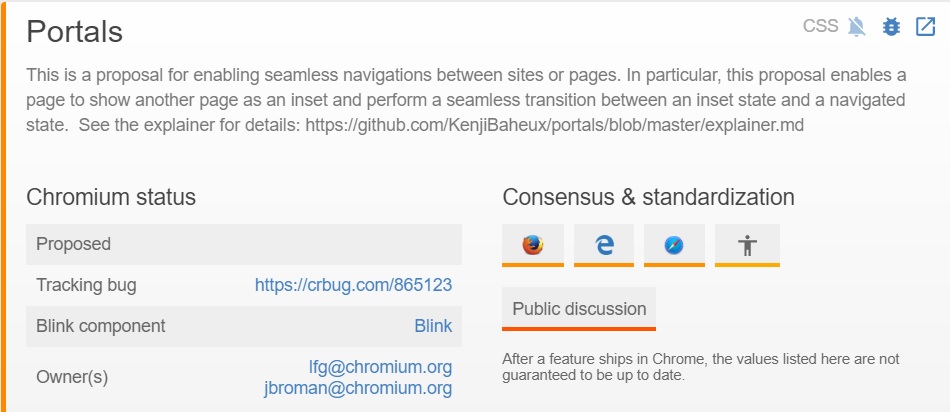 Portals
CSS
This is a proposal for enabling seamless navigations between sites or pages. In particular, this proposal enables a
page to show another page as an inset and perform a seamless transition between an inset state and a navigated
state.  See the explainer for details: https://github.com/KenjiBaheux/portals/blob/master/explainer.md
Chromium status
Proposed
Tracking bug https://crbug.com/865123
Blink component Blink
Owner(s) lfg@chromium.org
jbroman@chromium.org
Consensus & standardization
Public discussion
After a feature ships in Chrome, the values listed here are not
guaranteed to be up to date.